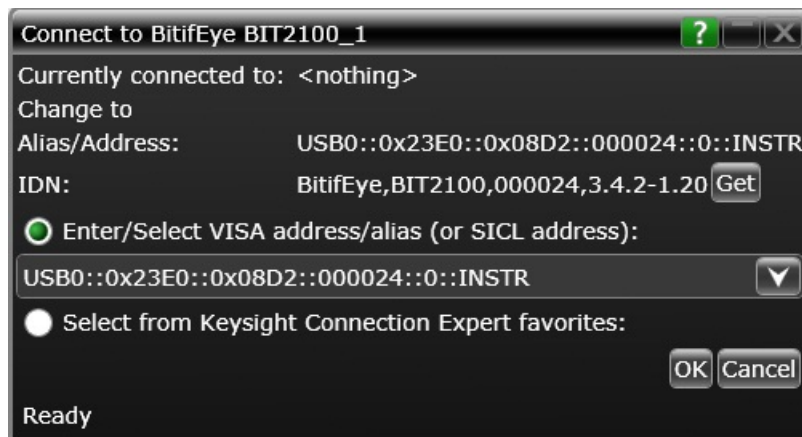 Connect to BitifEye BIT2100_1 ?
Currently connected to: <nothing>
Change to
Alias/Address: USB0::0x23E0::0x08D2::000024::0::INSTR
IDN: BitifEye,BIT2100,000024,3.4.2-1.20 Get
Enter/Select VISA address/alias (or SICL address):
USB0::0x23E0::0x08D2::000024::0::INSTR
Select from Keysight Connection Expert favorites:
OK Cancel
Ready